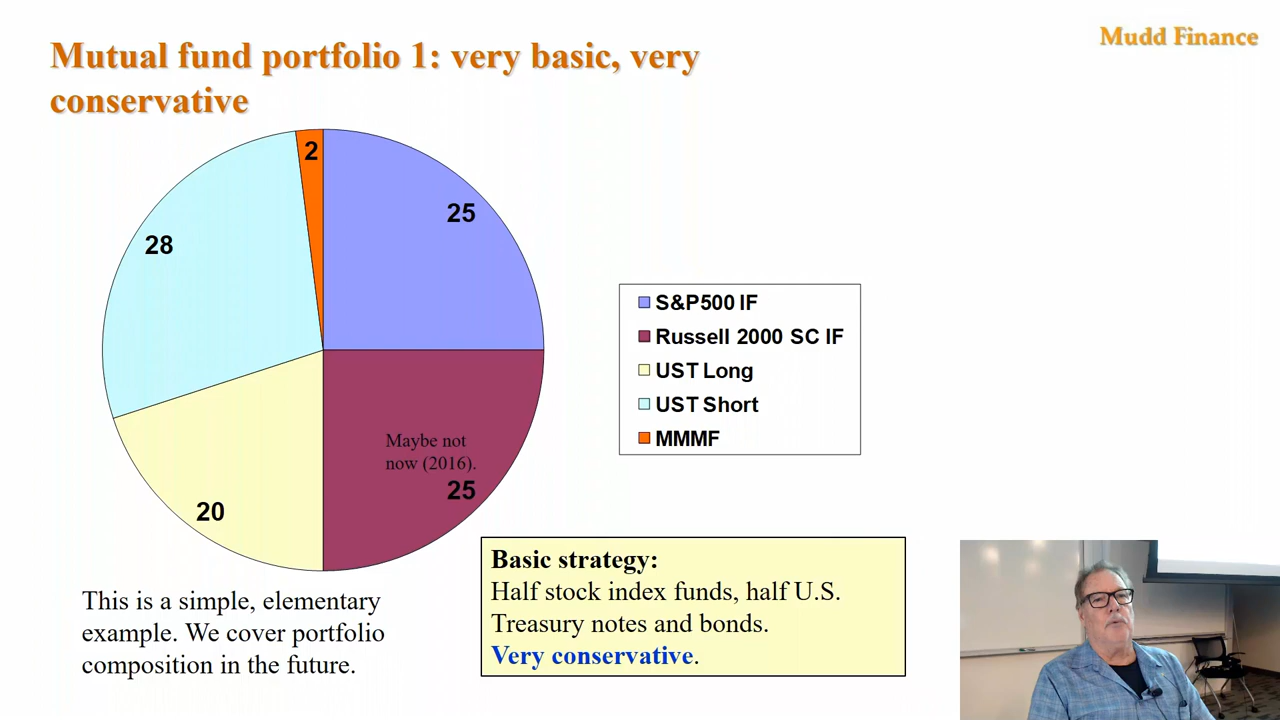 Mutual fund portfolio 1: very basic, very
conservative
Mudd Finance
2
25
28
Maybe not
now (2016).
25
20
S&P500 IF
Russell 2000 SC IF
UST Long
UST Short
MMMF
Basic strategy:
Half stock index funds, half U.S.
Treasury notes and bonds.
Very conservative.
This is a simple, elementary
example. We cover portfolio
composition in the future.